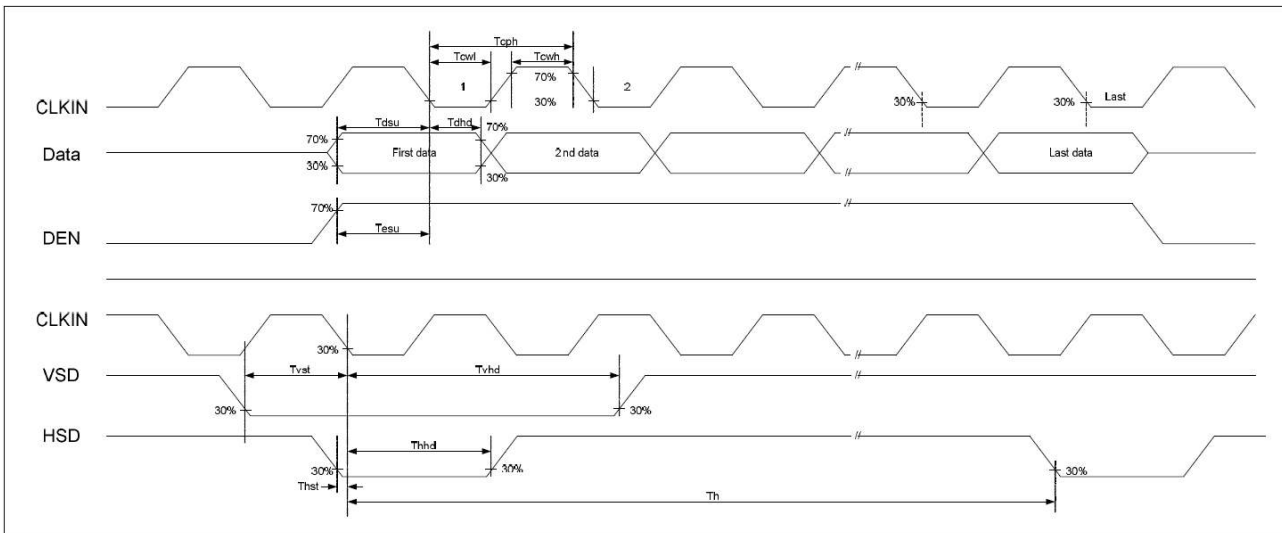 Tcph
Tcwl Tcwh
1 70% 2
CLKIN 30% 30% 30% Last
Tdsu Tdhd
70% 70%
Data First data 2nd data Last data
30% 30%
70%
DEN Tesu
CLKIN 30%
VSD Tvst Tvhd
30% 30%
HSD Thhd
30% 30% 30%
Thst
Th